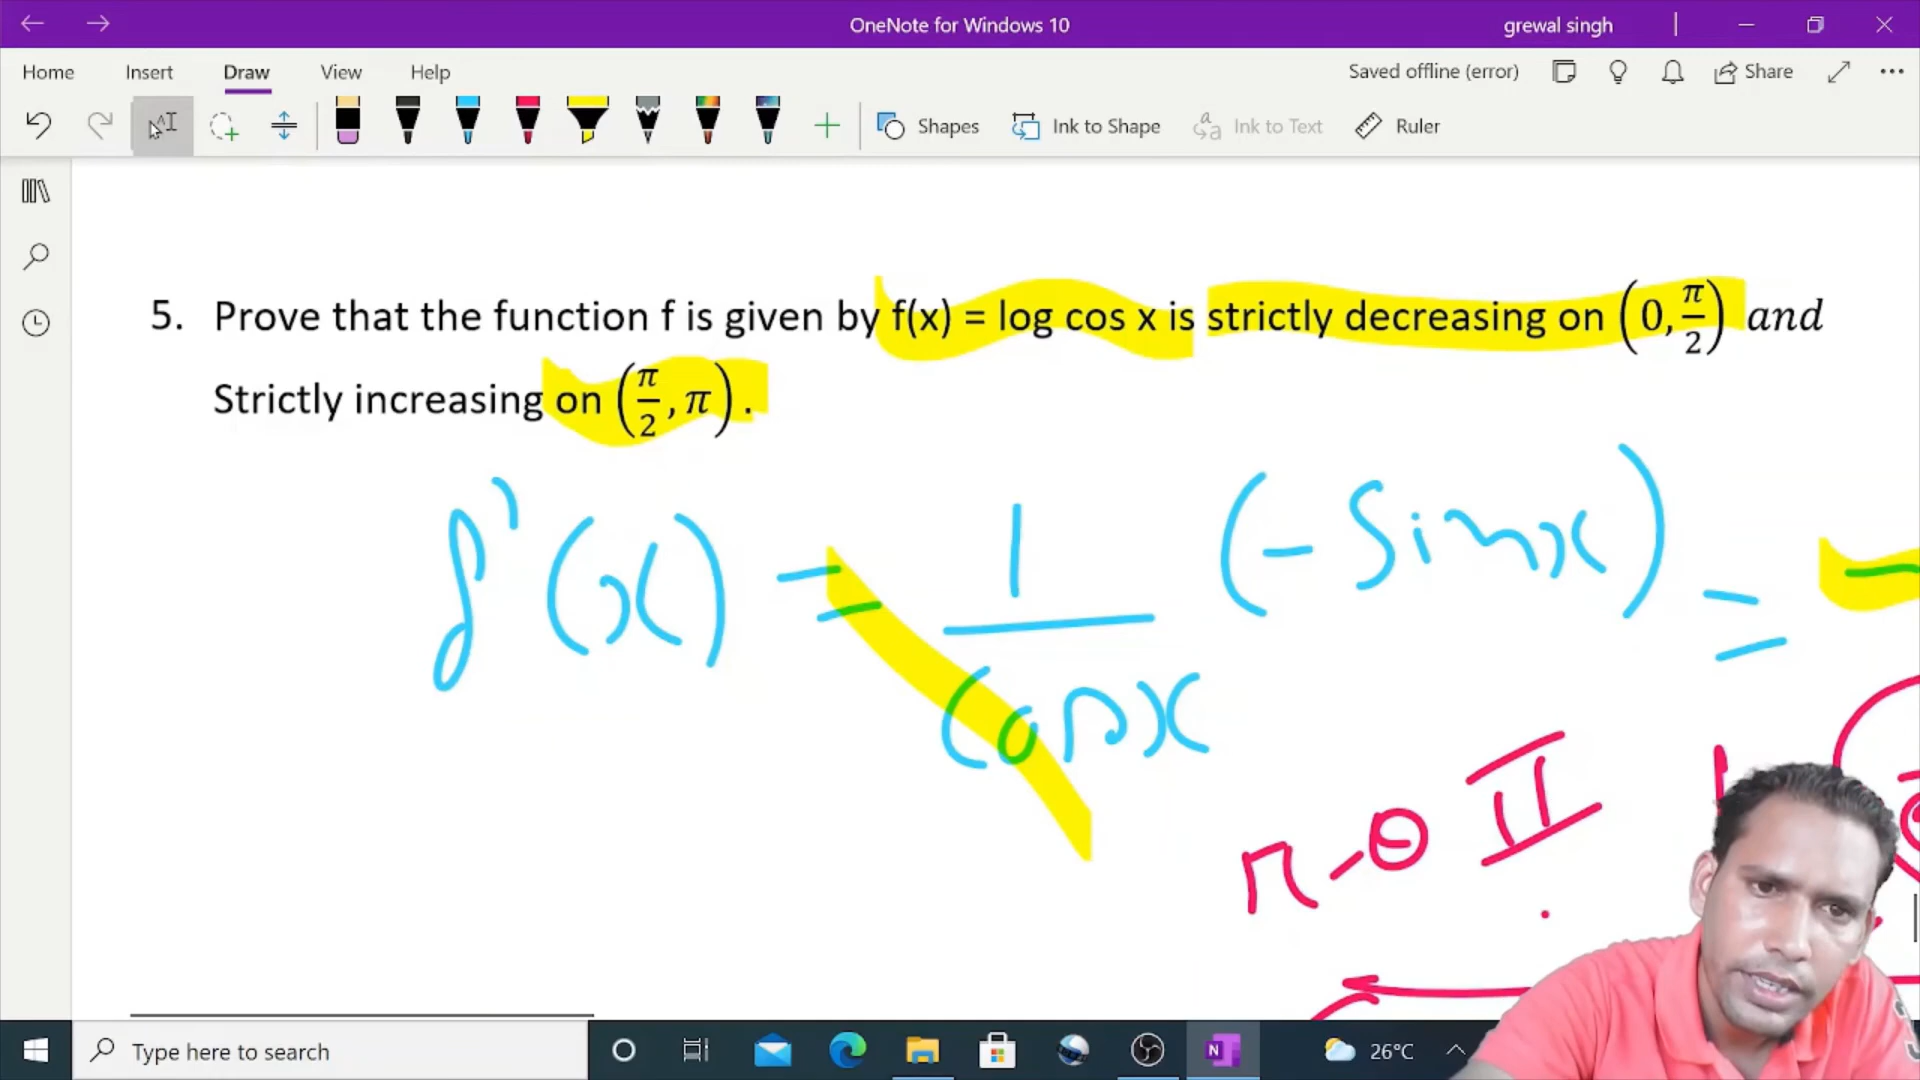 OneNote for Windows 10
grewal singh
Home Insert Draw View Help
Saved offline (error)
Share
Shapes
Ink to Shape
Ink to Text
Ruler
5. Prove that the function f is given by f(x) = log cos x is strictly decreasing on (0, π/2) and
Strictly increasing on (π/2, π) .
f'(x) = 1/cosx (-sinx) =
π-θ II
Type here to search
26°C